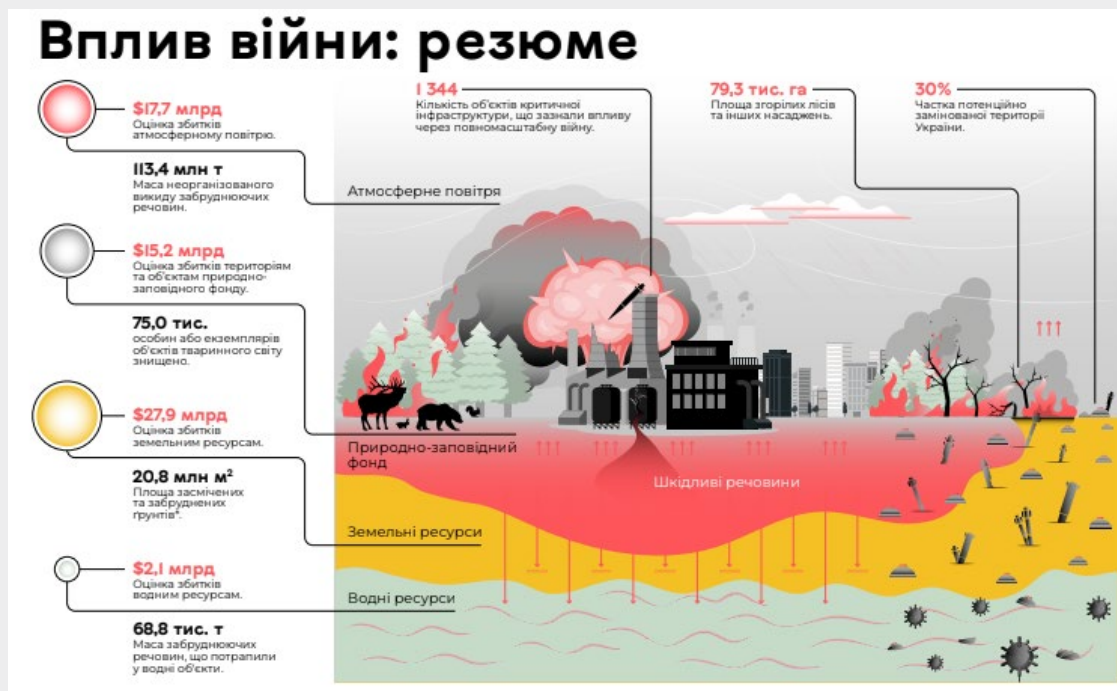 Вплив війни: резюме
$17,7 млрд
Оцінка збитків
атмосферному повітрю.
113,4 млн т
Маса неорганізованого
викиду забруднюючих
речовин.
$15,2 млрд
Оцінка збитків територіям
та об'єктам природно-
заповідного фонду.
75,0 тис.
особин або екземплярів
об'єктів тваринного світу
знищено.
$27,9 млрд
Оцінка збитків
земельним ресурсам.
20,8 млн м²
Площа засмічених
та забруднених
ґрунтів*.
$2,1 млрд
Оцінка збитків
водним ресурсам.
68,8 тис. т
Маса забруднюючих
речовин, що потрапили
у водні об'єкти.
1 344
Кількість об'єктів критичної
інфраструктури, що зазнали впливу
через повномасштабну війну.
79,3 тис. га
Площа згорілих лісів
та інших насаджень.
30%
Частка потенційно
замінованої території
України.
Атмосферне повітря
Природно-заповідний
фонд
Шкідливі речовини
Земельні ресурси
Водні ресурси